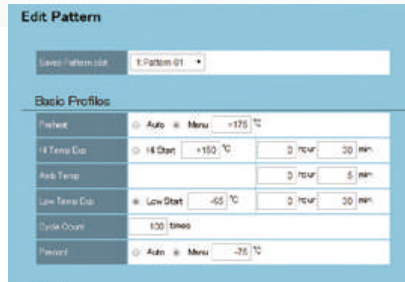 Edit Pattern
Saved Pattern slot 1:Pattern-01
Basic Profiles
Preheat Auto Manu +175 °C
Hi Temp Exp Hi Start +150 °C 0 hour 30 min
Amb Temp 0 hour 5 min
Low Temp Exp Low Start -65 °C 0 hour 30 min
Cycle Count 100 times
Precool Auto Manu -75 °C